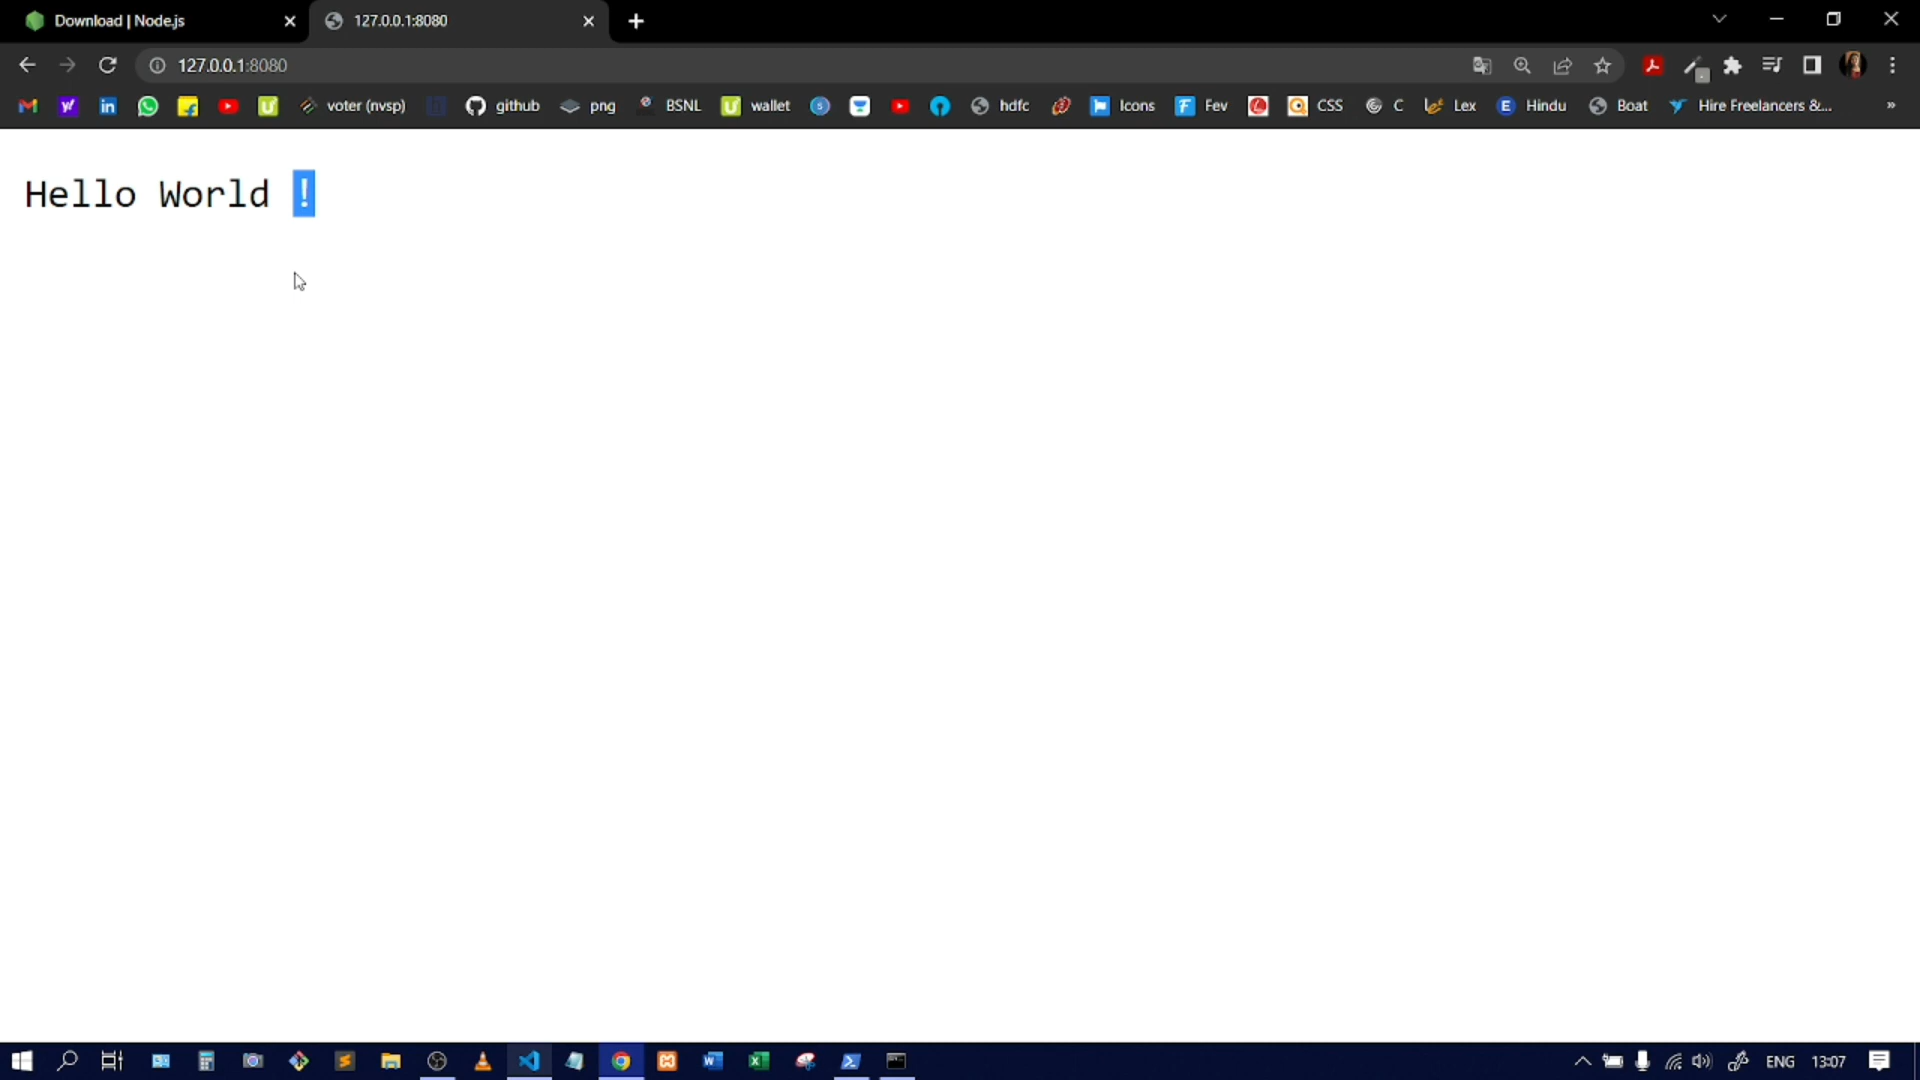 Download | Node.js
127.0.0.1:8080
127.0.0.1:8080
voter (nvsp) github png BSNL wallet hdfc Icons Fev CSS C Lex Hindu Boat Hire Freelancers &...
Hello World !
ENG 13:07